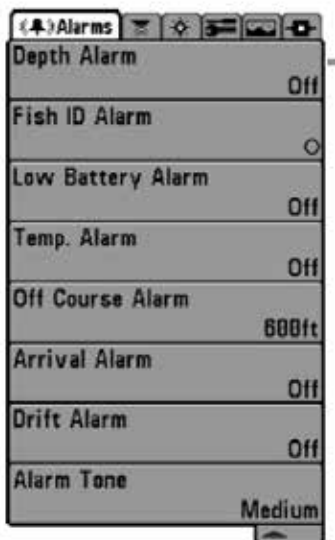 Alarms
Depth Alarm
Off
Fish ID Alarm
Low Battery Alarm
Off
Temp. Alarm
Off
Off Course Alarm
600ft
Arrival Alarm
Off
Drift Alarm
Off
Alarm Tone
Medium